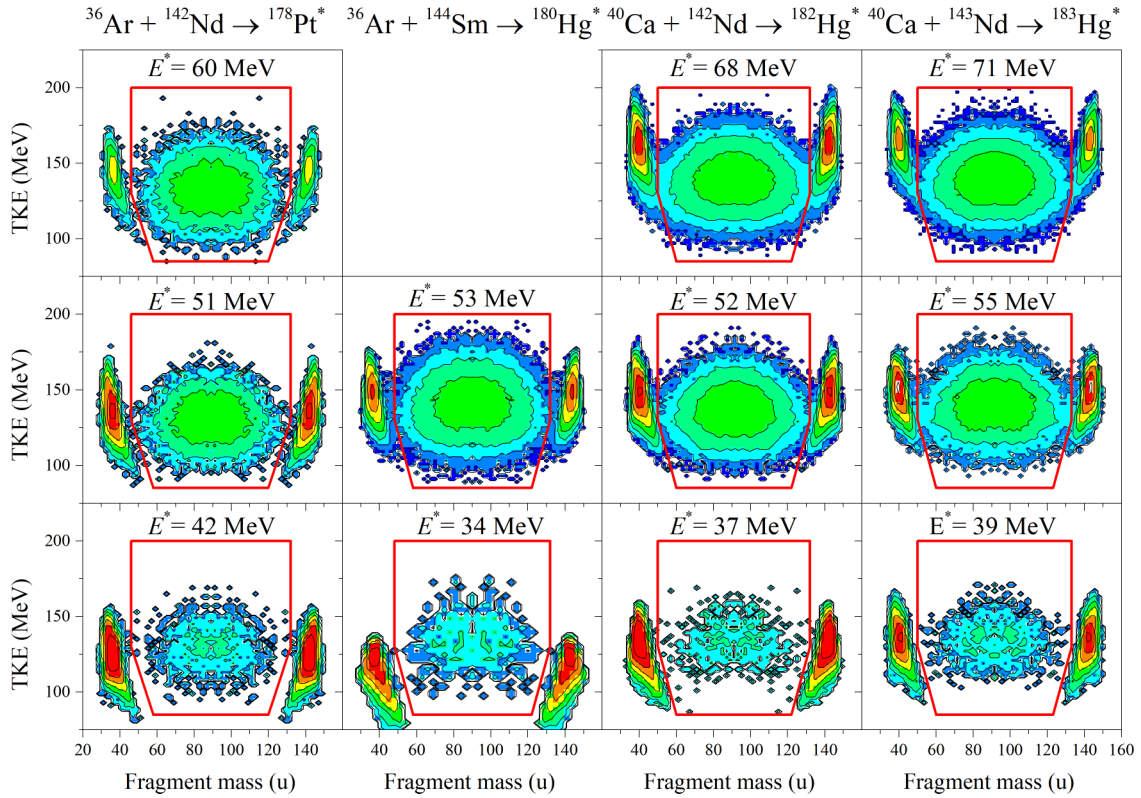 ³⁶Ar + ¹⁴²Nd → ¹⁷⁸Pt* ³⁶Ar + ¹⁴⁴Sm → ¹⁸⁰Hg* ⁴⁰Ca + ¹⁴²Nd → ¹⁸²Hg* ⁴⁰Ca + ¹⁴³Nd → ¹⁸³Hg*
E* = 60 MeV E* = 68 MeV E* = 71 MeV
200
150
100
TKE (MeV)
E* = 51 MeV E* = 53 MeV E* = 52 MeV E* = 55 MeV
200
150
100
TKE (MeV)
E* = 42 MeV E* = 34 MeV E* = 37 MeV E* = 39 MeV
200
150
100
TKE (MeV)
20 40 60 80 100 120 140 40 60 80 100 120 140 40 60 80 100 120 140 40 60 80 100 120 140 160
Fragment mass (u) Fragment mass (u) Fragment mass (u) Fragment mass (u)